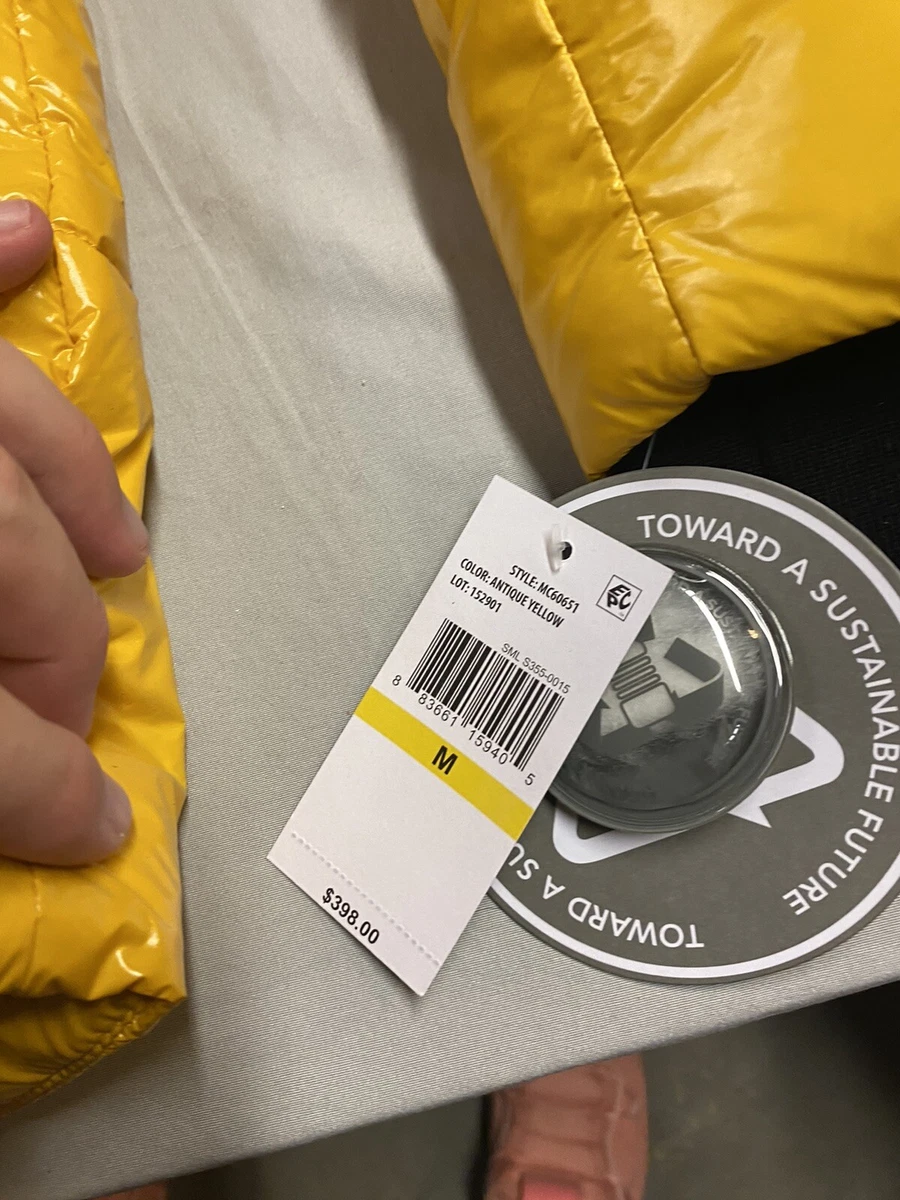 STYLE: MC60651
COLOR: ANTIQUE YELLOW
LOT: 152901
EPC
SML S355-0015
8 83661 15940 5
M
$398.00
TOWARD A SUSTAINABLE FUTURE
TOWARD A SU